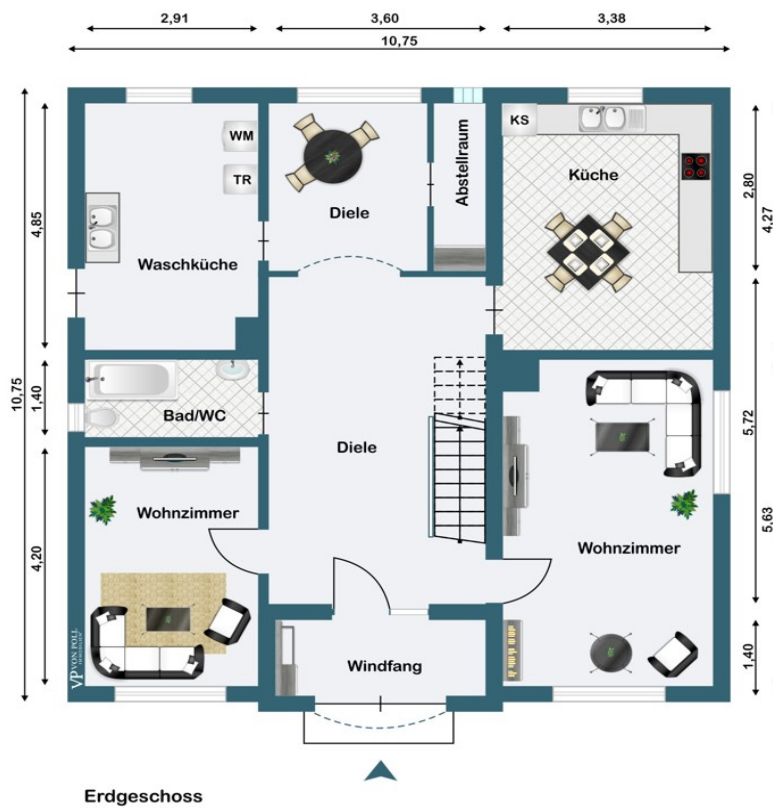 2,91
3,60
3,38
10,75
WM
TR
KS
Abstellraum
Küche
Diele
Waschküche
4,85
2,80
4,27
10,75
1,40
Bad/WC
Diele
5,72
Wohnzimmer
4,20
Wohnzimmer
5,63
VP VON POLL
IMMOBILIEN
Windfang
1,40
Erdgeschoss